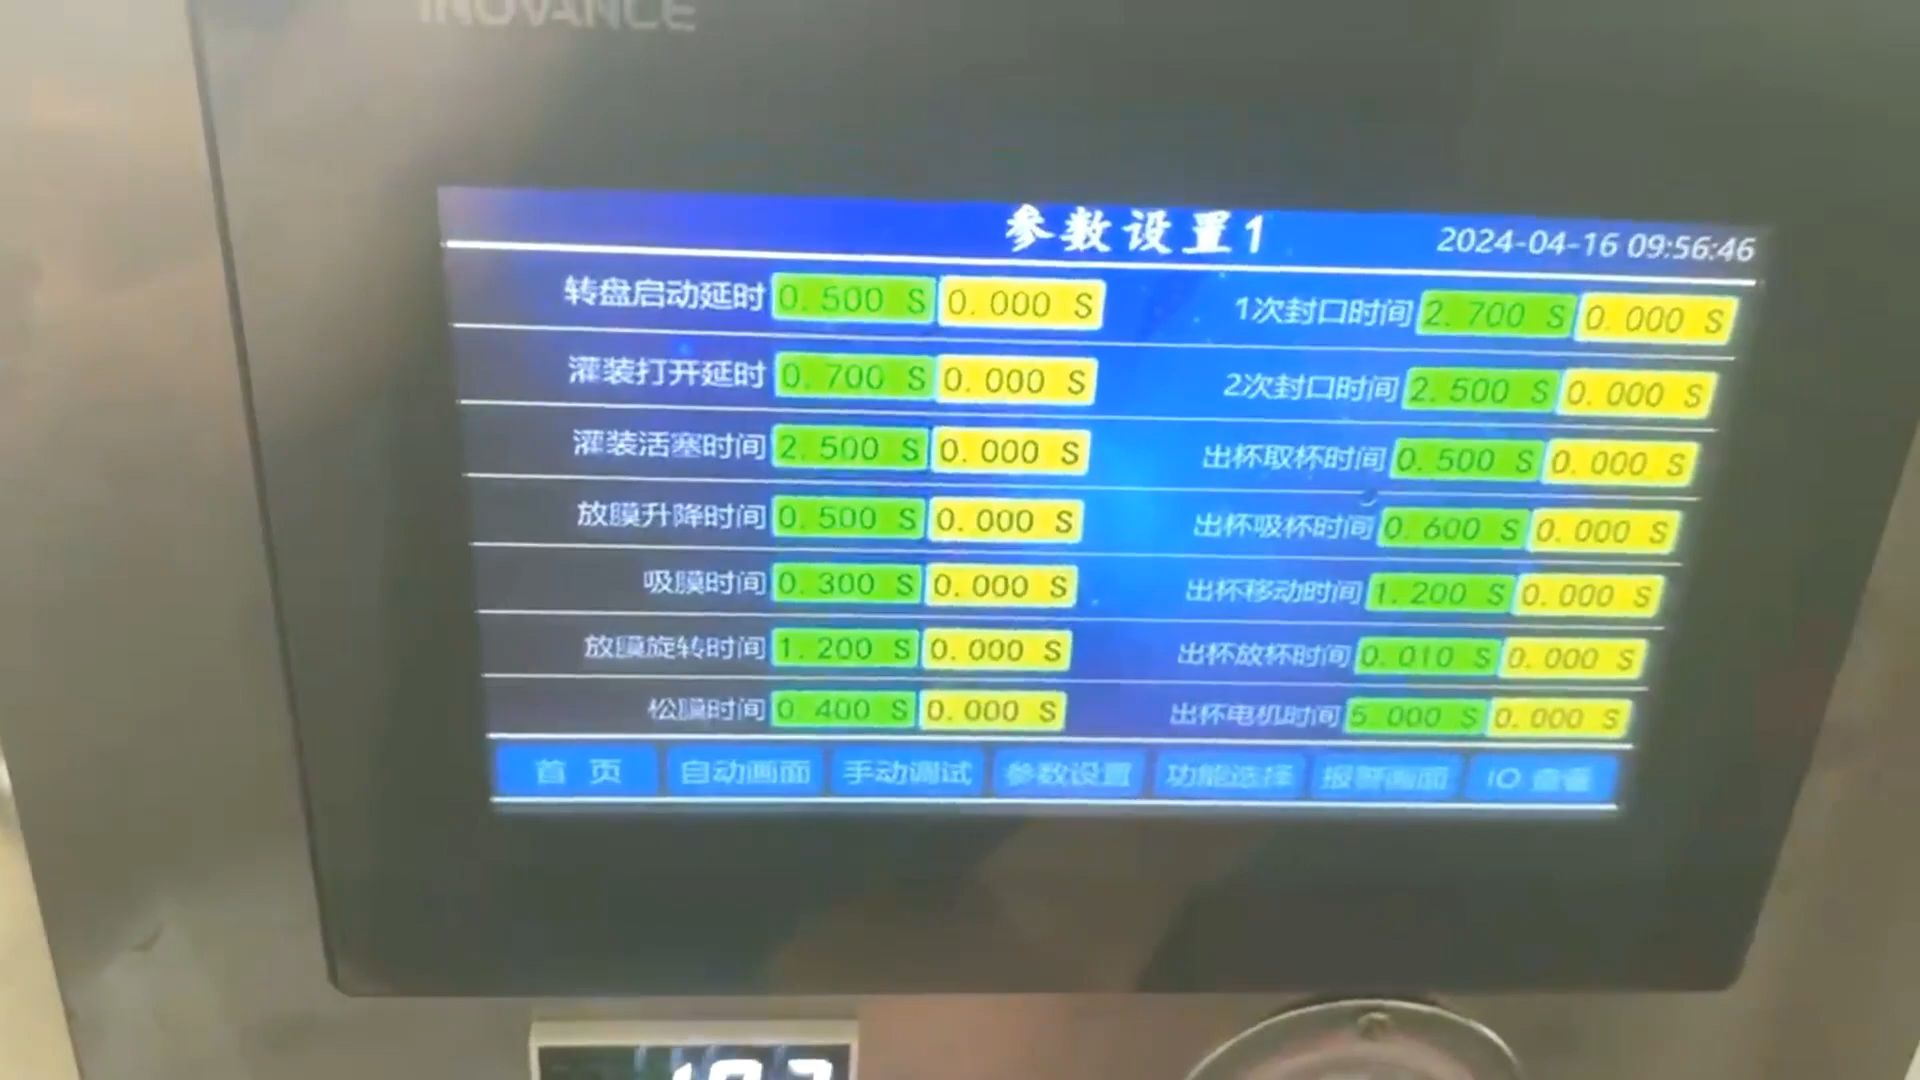 INOVANCE
参数设置1 2024-04-16 09:56:46
转盘启动延时 0.500 S 0.000 S 1次封口时间 2.700 S 0.000 S
灌装打开延时 0.700 S 0.000 S 2次封口时间 2.500 S 0.000 S
灌装活塞时间 2.500 S 0.000 S 出杯取杯时间 0.500 S 0.000 S
放膜升降时间 0.500 S 0.000 S 出杯吸杯时间 0.600 S 0.000 S
吸膜时间 0.300 S 0.000 S 出杯移动时间 1.200 S 0.000 S
放膜旋转时间 1.200 S 0.000 S 出杯放杯时间 0.010 S 0.000 S
松膜时间 0.400 S 0.000 S 出杯电机时间 5.000 S 0.000 S
首 页 自动画面 手动调试 参数设置 功能选择 报警画面 IO 查看